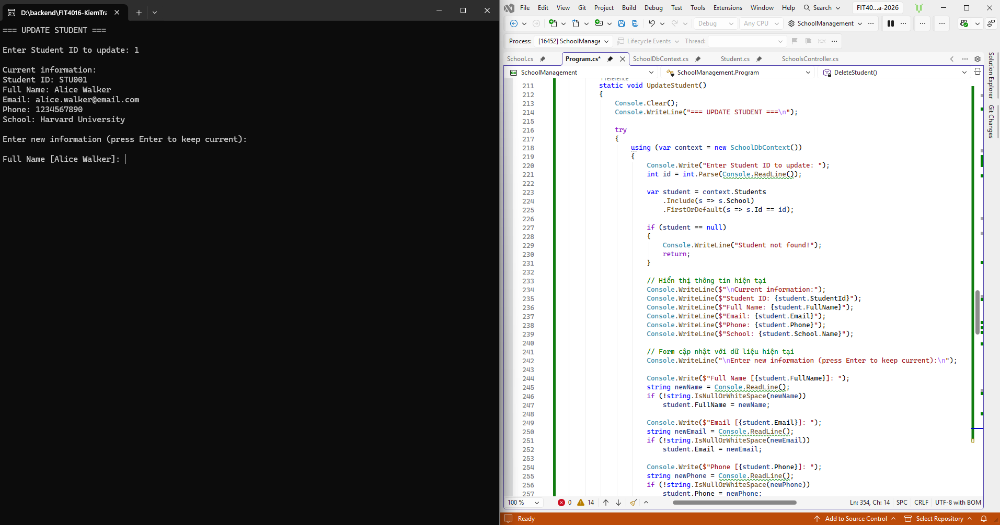 D:\backend\FIT4016-KiemTra
=== UPDATE STUDENT ===
Enter Student ID to update: 1
Current information:
Student ID: STU001
Full Name: Alice Walker
Email: alice.walker@email.com
Phone: 1234567890
School: Harvard University
Enter new information (press Enter to keep current):
Full Name [Alice Walker]:
File Edit View Git Project Build Debug Test Tools Extensions Window Help Search FIT40...a-2026
Debug Any CPU SchoolManagement
Process: [16452] SchoolManage Lifecycle Events Thread:
School.cs Program.cs* SchoolDbContext.cs Student.cs SchoolsController.cs
SchoolManagement SchoolManagement.Program DeleteStudent()
211 static void UpdateStudent()
212 {
213 Console.Clear();
214 Console.WriteLine("=== UPDATE STUDENT ===\n");
215
216 try
217 {
218 using (var context = new SchoolDbContext())
219 {
220 Console.Write("Enter Student ID to update: ");
221 int id = int.Parse(Console.ReadLine());
222
223 var student = context.Students
224 .Include(s => s.School)
225 .FirstOrDefault(s => s.Id == id);
226
227 if (student == null)
228 {
229 Console.WriteLine("Student not found!");
230 return;
231 }
232
233 // Hiển thị thông tin hiện tại
234 Console.WriteLine($"\nCurrent information:");
235 Console.WriteLine($"Student ID: {student.StudentId}");
236 Console.WriteLine($"Full Name: {student.FullName}");
237 Console.WriteLine($"Email: {student.Email}");
238 Console.WriteLine($"Phone: {student.Phone}");
239 Console.WriteLine($"School: {student.School.Name}");
240
241 // Form cập nhật với dữ liệu hiện tại
242 Console.WriteLine("\nEnter new information (press Enter to keep current):\n");
243
244 Console.Write($"Full Name [{student.FullName}]: ");
245 string newName = Console.ReadLine();
246 if (!string.IsNullOrWhiteSpace(newName))
247 student.FullName = newName;
248
249 Console.Write($"Email [{student.Email}]: ");
250 string newEmail = Console.ReadLine();
251 if (!string.IsNullOrWhiteSpace(newEmail))
252 student.Email = newEmail;
253
254 Console.Write($"Phone [{student.Phone}]: ");
255 string newPhone = Console.ReadLine();
256 if (!string.IsNullOrWhiteSpace(newPhone))
257 student.Phone = newPhone;
Solution Explorer
Git Changes
100 % 0 14 Ln: 354, Ch: 14 SPC CRLF UTF-8 with BOM
Ready Add to Source Control Select Repository